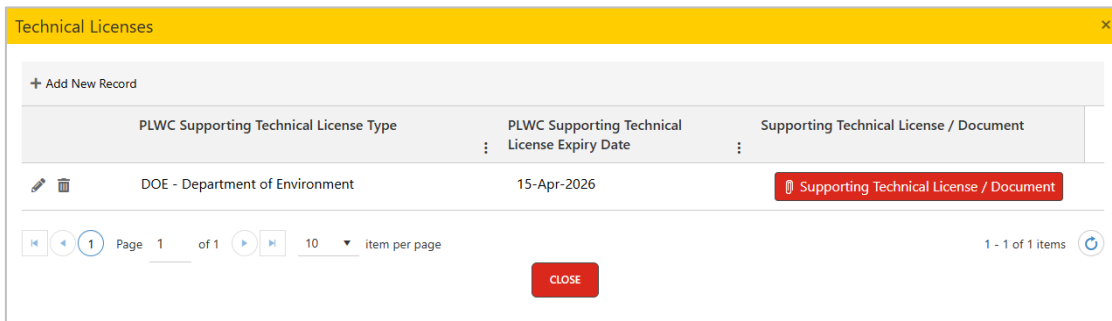 Technical Licenses ×
+ Add New Record
PLWC Supporting Technical License Type PLWC Supporting Technical Supporting Technical License / Document
License Expiry Date
DOE - Department of Environment 15-Apr-2026 Supporting Technical License / Document
1 Page 1 of 1 10 item per page 1 - 1 of 1 items
CLOSE